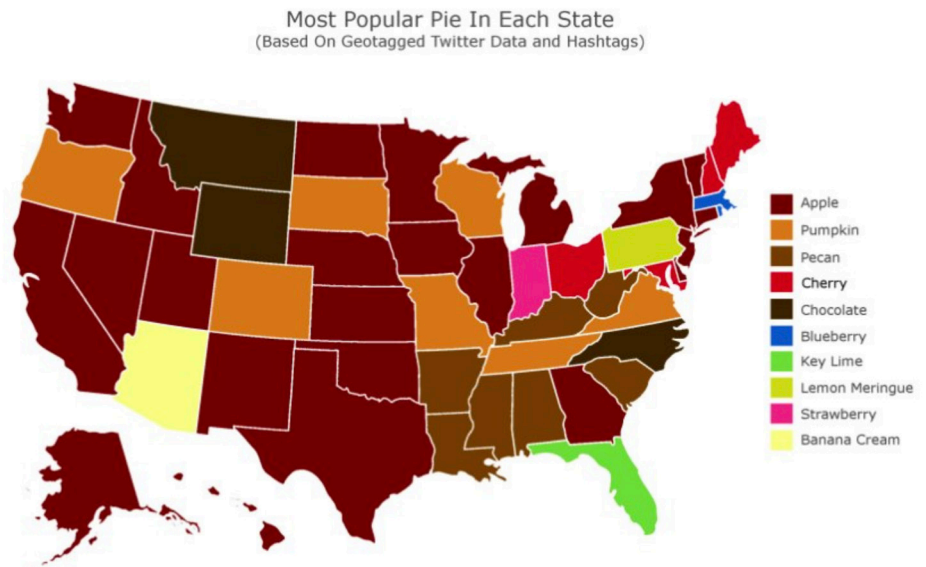 Most Popular Pie In Each State
(Based On Geotagged Twitter Data and Hashtags)
Apple
Pumpkin
Pecan
Cherry
Chocolate
Blueberry
Key Lime
Lemon Meringue
Strawberry
Banana Cream